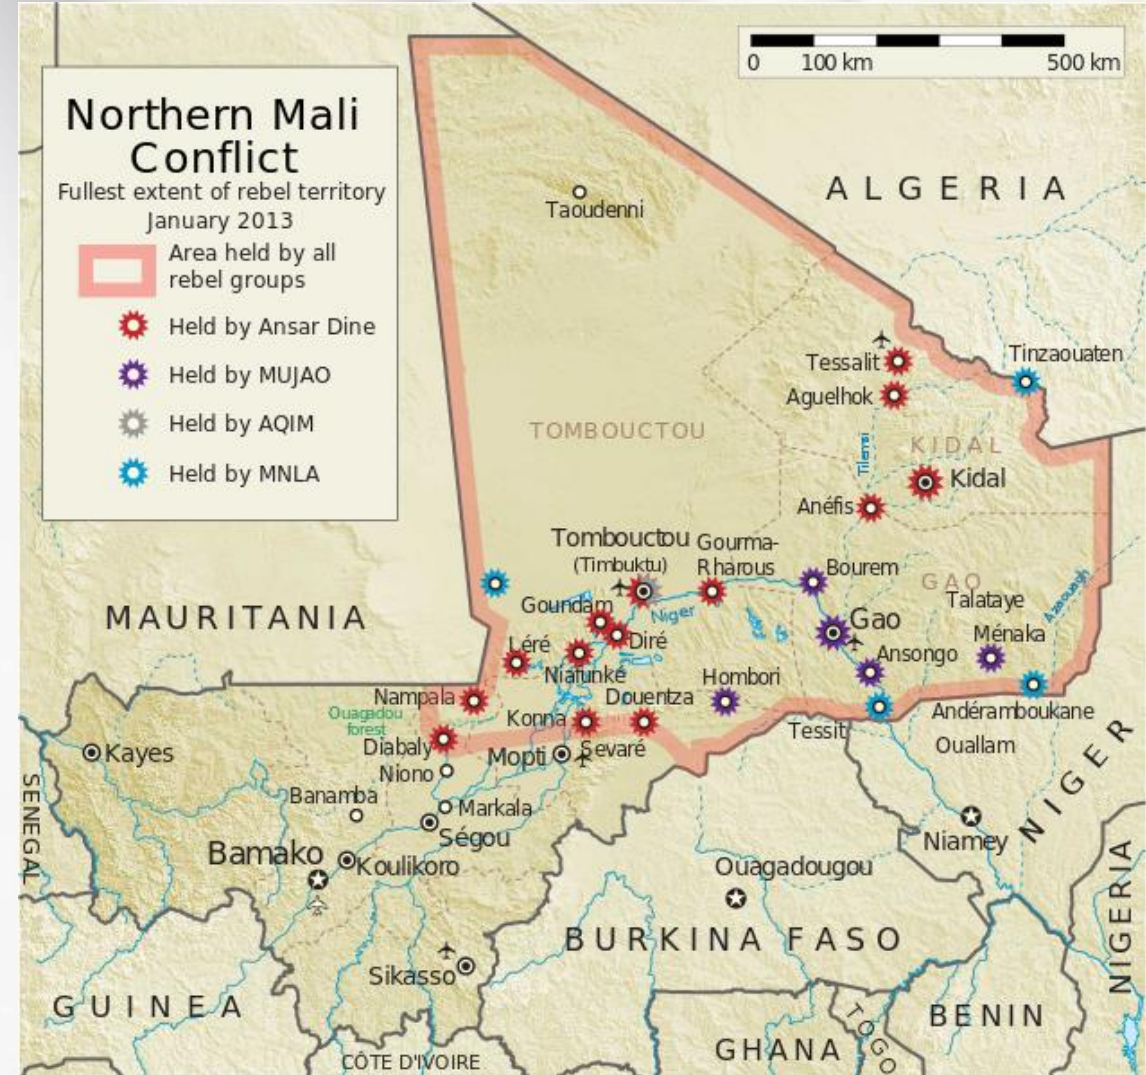 Northern Mali
Conflict
Fullest extent of rebel territory
January 2013
Area held by all
rebel groups
Held by Ansar Dine
Held by MUJAO
Held by AQIM
Held by MNLA
0 100 km 500 km
ALGERIA
Taoudenni
Tinzaouaten
Tessalit
Aguelhok
TOMBOUCTOU
KIDAL
Tilemsi
Kidal
Anéfis
Tombouctou
(Timbuktu)
Gourma-
Rharous
Bourem
GAO
Talataye
Azaouagh
MAURITANIA
Goundam
Niger
Gao
Diré
Ménaka
Léré
Ansongo
Niafunké
Hombori
Nampala
Douentza
Ouagadou
forest
Konna
Andéramboukane
Tessit
Diabaly
Sevaré
Mopti
Ouallam
Kayes
Niono
NIGER
Banamba
Markala
Ségou
SENEGAL
Niamey
Bamako
Koulikoro
Ouagadougou
BURKINA FASO
NIGERIA
Sikasso
GUINEA
BENIN
TOGO
GHANA
CÔTE D'IVOIRE